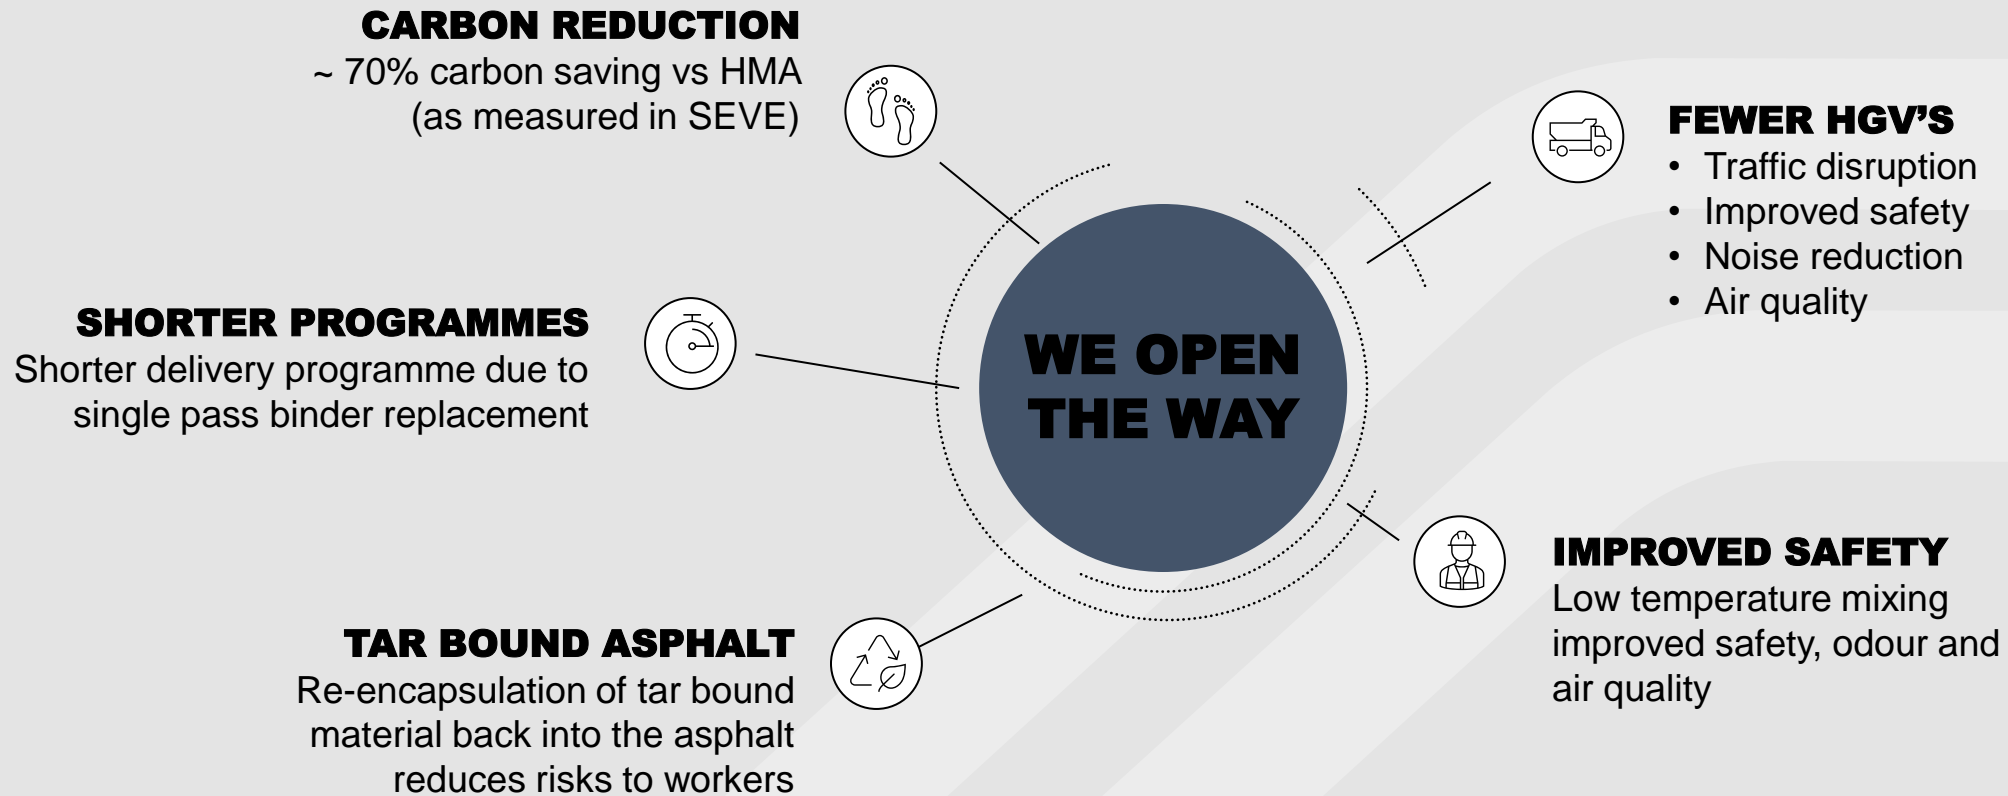 CARBON REDUCTION
~ 70% carbon saving vs HMA
(as measured in SEVE)
SHORTER PROGRAMMES
Shorter delivery programme due to
single pass binder replacement
TAR BOUND ASPHALT
Re-encapsulation of tar bound
material back into the asphalt
reduces risks to workers
WE OPEN
THE WAY
FEWER HGV’S
• Traffic disruption
• Improved safety
• Noise reduction
• Air quality
IMPROVED SAFETY
Low temperature mixing
improved safety, odour and
air quality